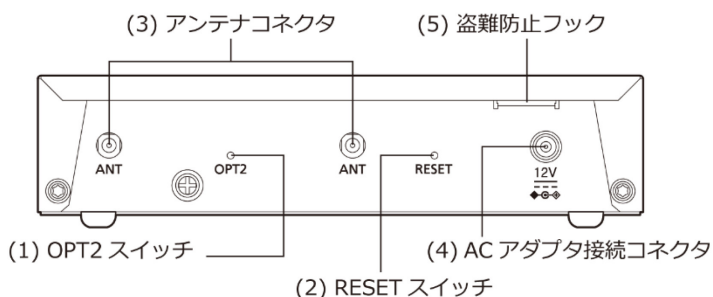 (3) アンテナコネクタ
(5) 盗難防止フック
ANT
OPT2
ANT
RESET
12V
(1) OPT2 スイッチ
(4) AC アダプタ接続コネクタ
(2) RESET スイッチ